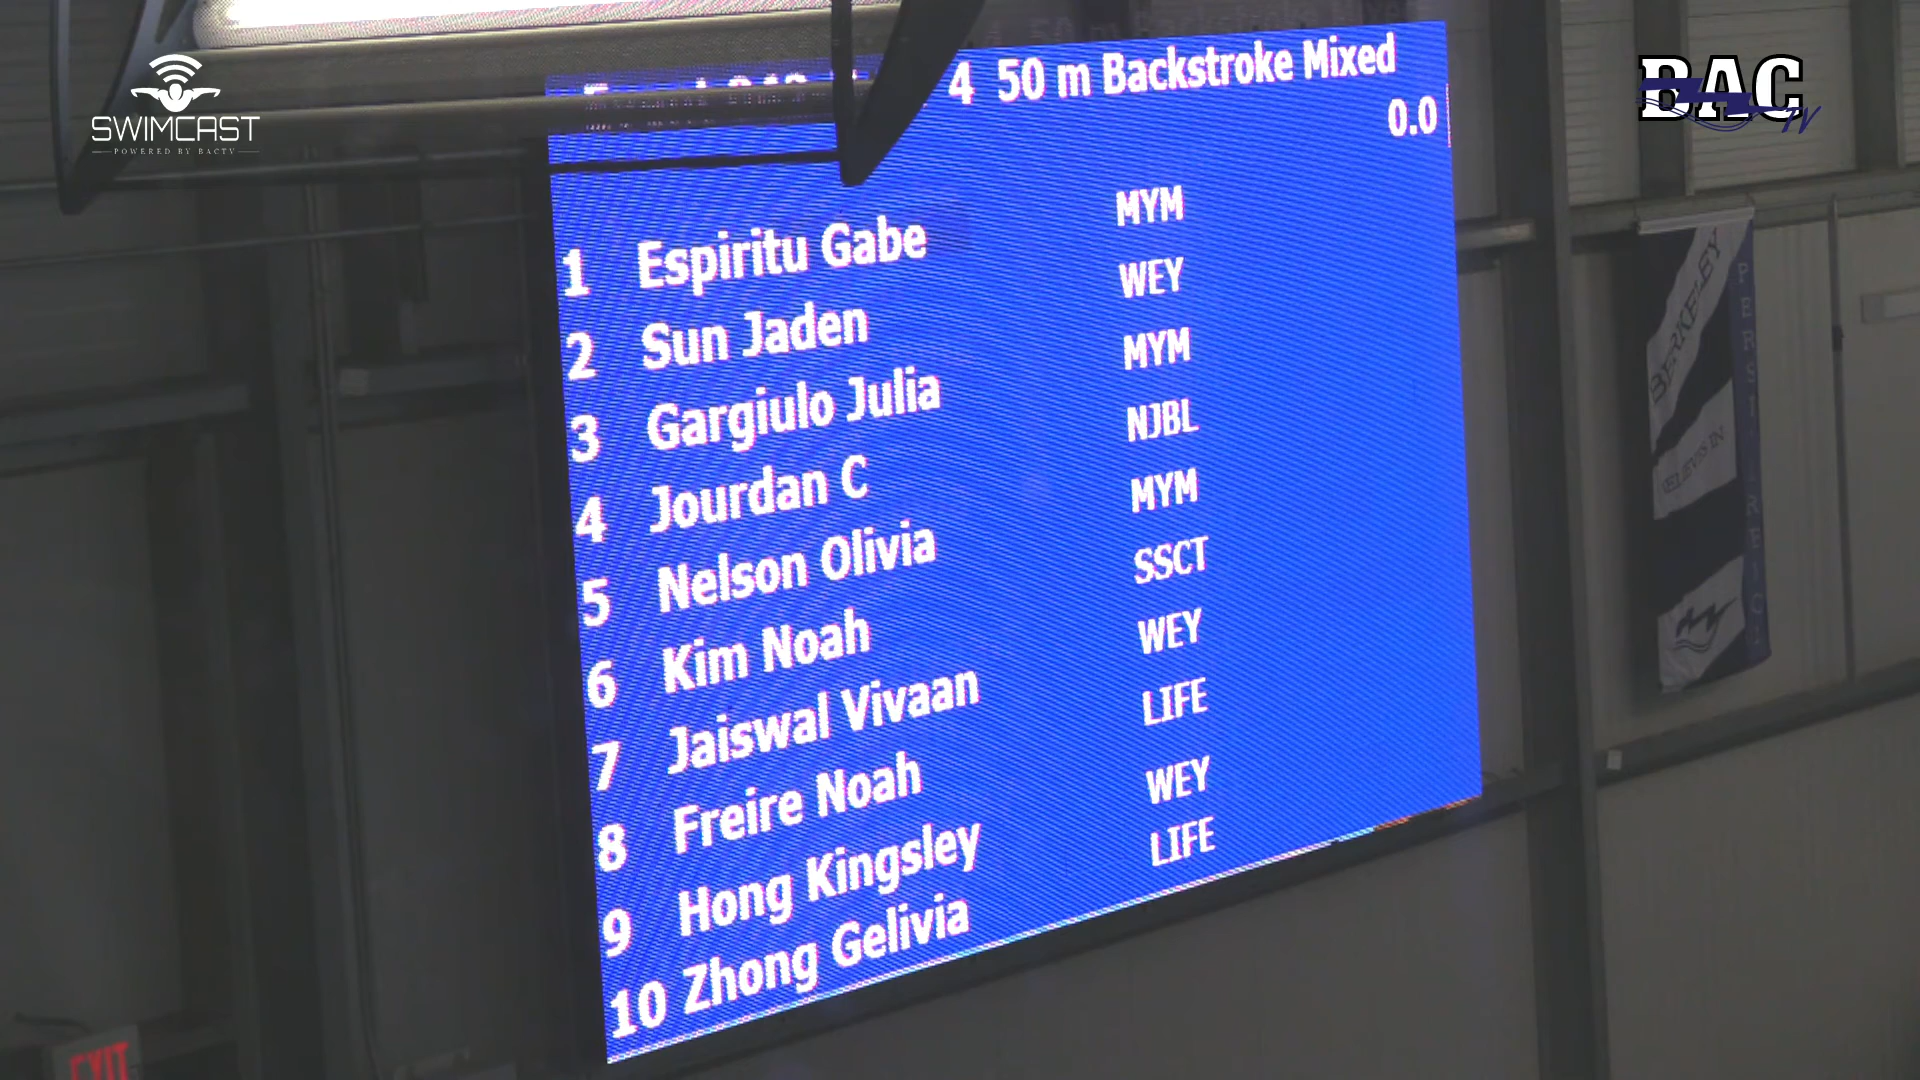 4 50 m Backstroke Mixed
0.0
1 Espiritu Gabe MYM
2 Sun Jaden WEY
3 Gargiulo Julia MYM
4 Jourdan C NJBL
5 Nelson Olivia MYM
6 Kim Noah SSCT
7 Jaiswal Vivaan WEY
8 Freire Noah LIFE
9 Hong Kingsley WEY
10 Zhong Gelivia LIFE
SWIMCAST
POWERED BY BACTV
BAC TV
BERKELEY
EXIT